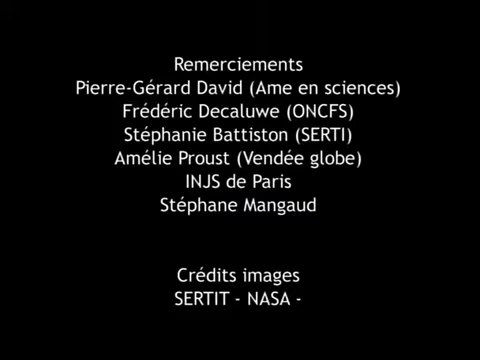 Remerciements
Pierre-Gérard David (Ame en sciences)
Frédéric Decaluwe (ONCFS)
Stéphanie Battiston (SERTI)
Amélie Proust (Vendée globe)
INJS de Paris
Stéphane Mangaud
Crédits images
SERTIT - NASA -